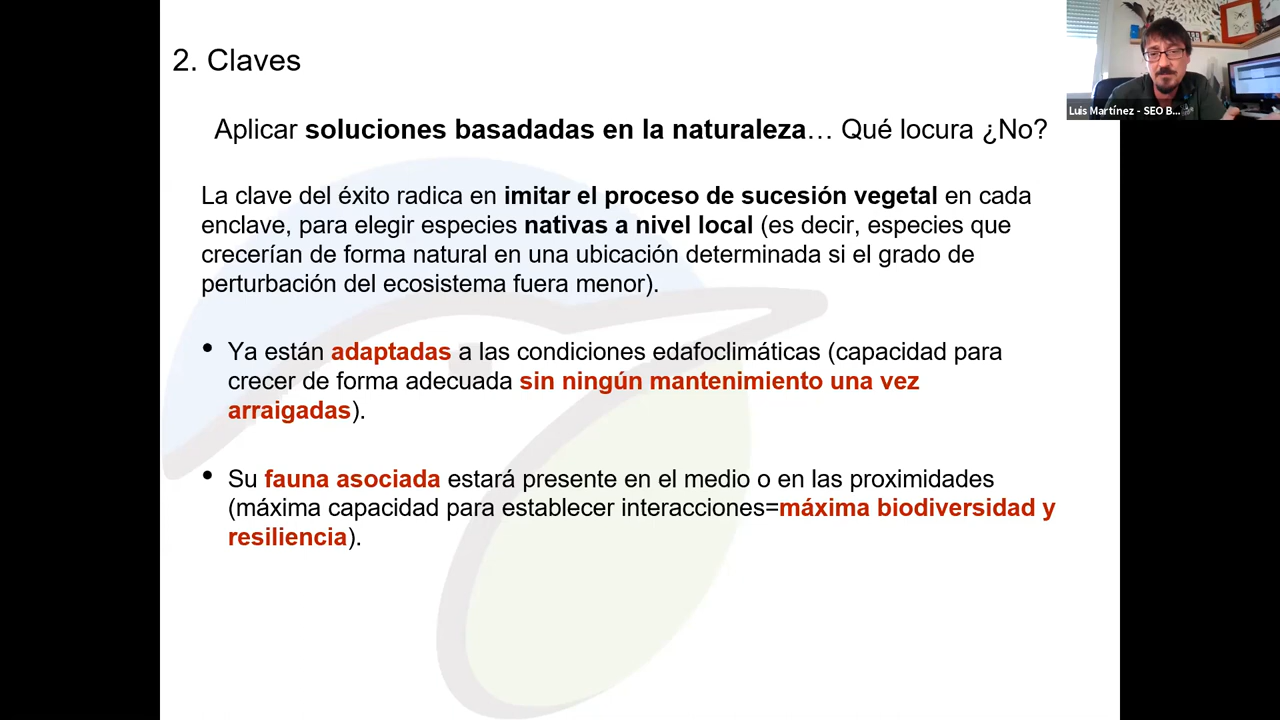 2. Claves
Aplicar soluciones basadadas en la naturaleza… Qué locura ¿No?
La clave del éxito radica en imitar el proceso de sucesión vegetal en cada
enclave, para elegir especies nativas a nivel local (es decir, especies que
crecerían de forma natural en una ubicación determinada si el grado de
perturbación del ecosistema fuera menor).
• Ya están adaptadas a las condiciones edafoclimáticas (capacidad para
crecer de forma adecuada sin ningún mantenimiento una vez
arraigadas).
• Su fauna asociada estará presente en el medio o en las proximidades
(máxima capacidad para establecer interacciones=máxima biodiversidad y
resiliencia).
Luis Martínez - SEO B...